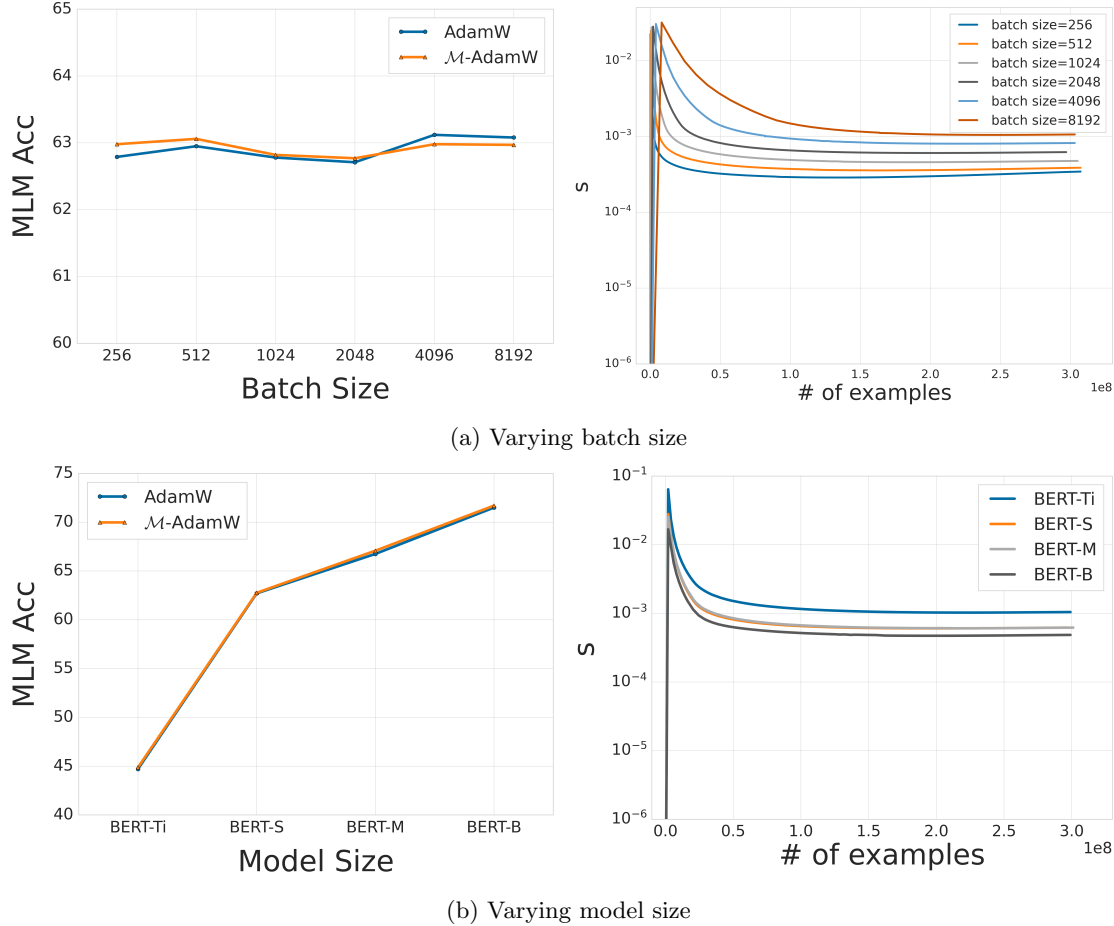 65
64
63
62
61
60
MLM Acc
AdamW
ℳ-AdamW
256 512 1024 2048 4096 8192
Batch Size
10⁻²
10⁻³
10⁻⁴
10⁻⁵
10⁻⁶
s
batch size=256
batch size=512
batch size=1024
batch size=2048
batch size=4096
batch size=8192
0.0 0.5 1.0 1.5 2.0 2.5 3.0
1e8
# of examples
(a) Varying batch size
75
70
65
60
55
50
45
40
MLM Acc
AdamW
ℳ-AdamW
BERT-Ti BERT-S BERT-M BERT-B
Model Size
10⁻¹
10⁻²
10⁻³
10⁻⁴
10⁻⁵
10⁻⁶
s
BERT-Ti
BERT-S
BERT-M
BERT-B
0.0 0.5 1.0 1.5 2.0 2.5 3.0
1e8
# of examples
(b) Varying model size